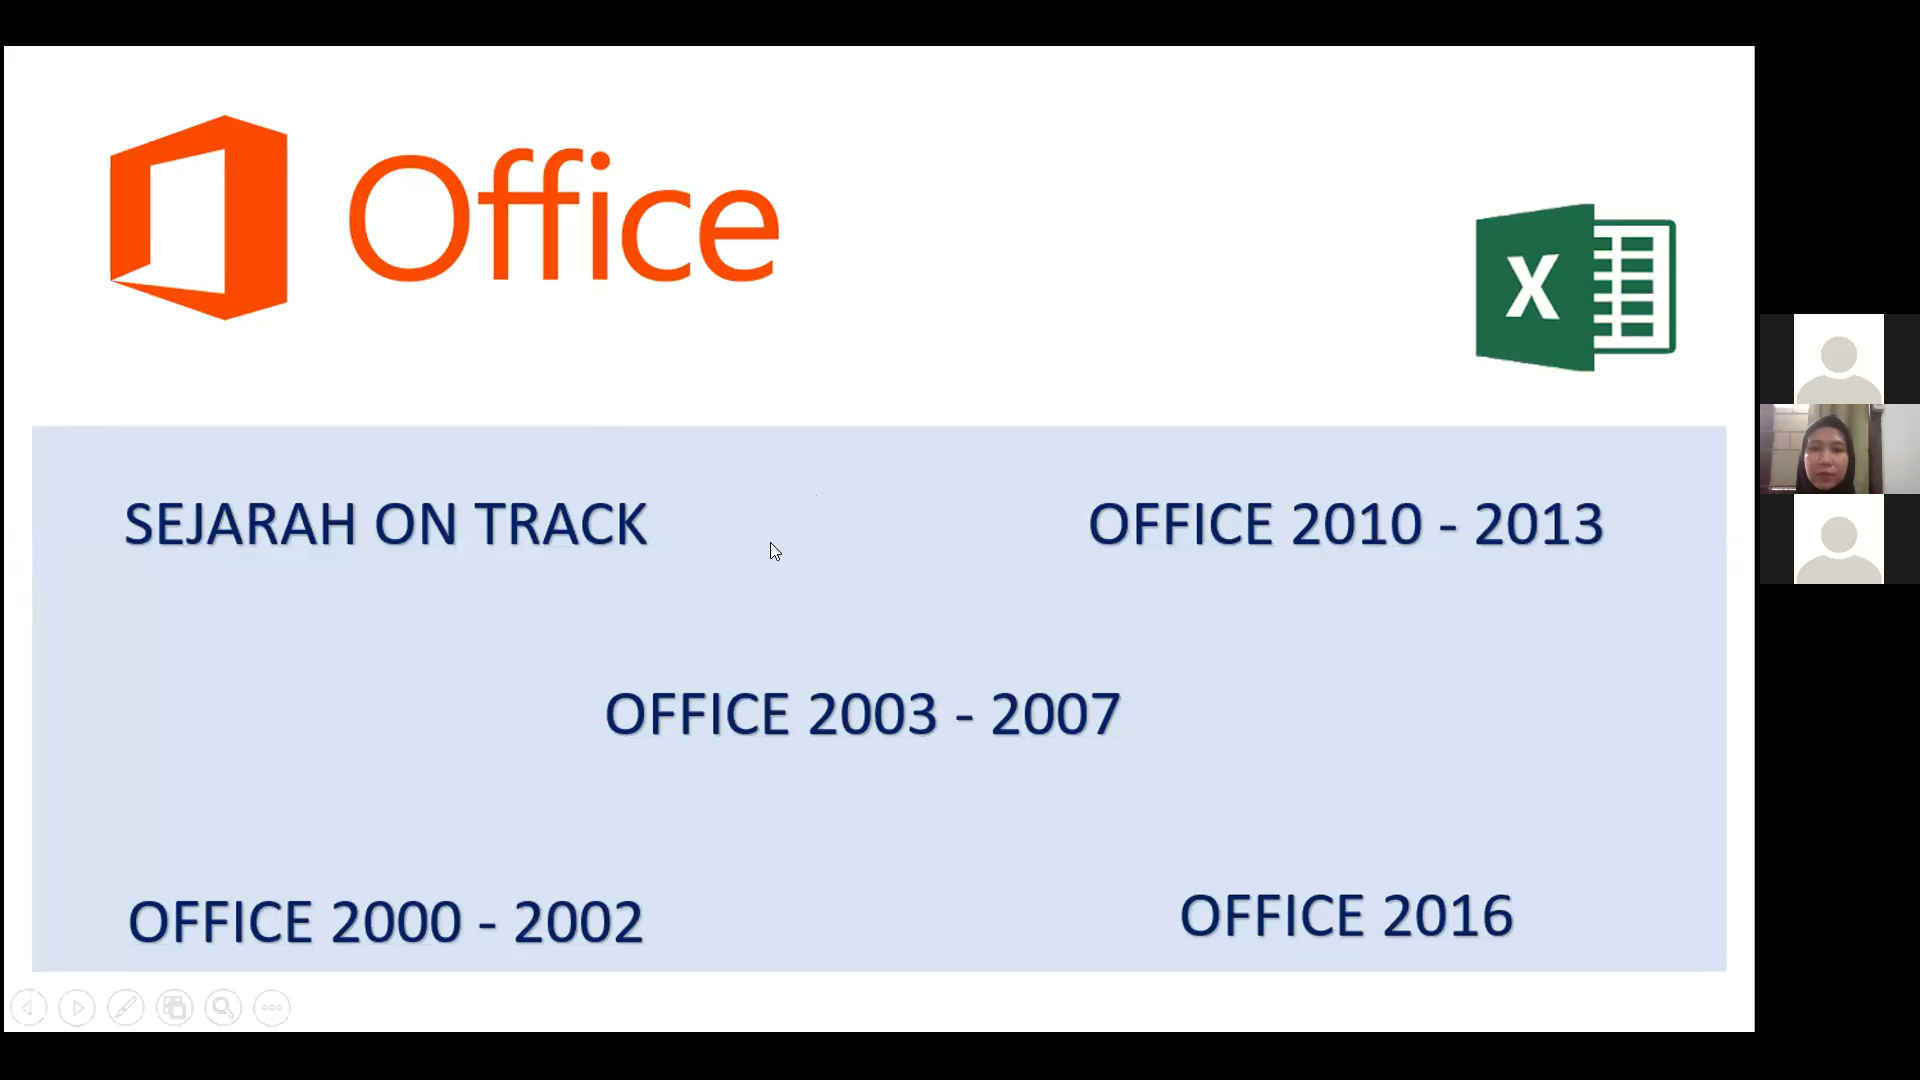 Office
X
SEJARAH ON TRACK
OFFICE 2010 - 2013
OFFICE 2003 - 2007
OFFICE 2000 - 2002
OFFICE 2016